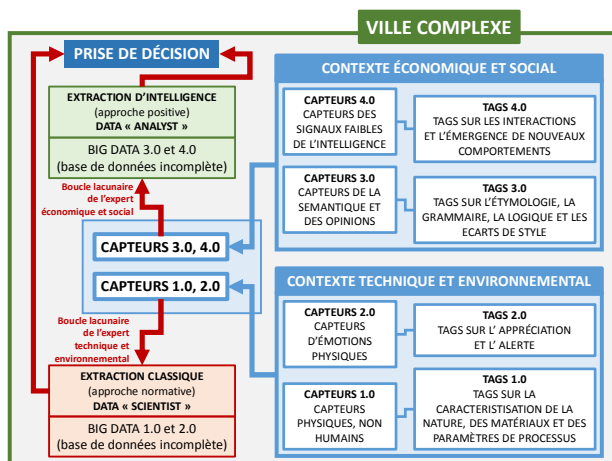 VILLE COMPLEXE
PRISE DE DÉCISION
EXTRACTION D'INTELLIGENCE
(approche positive)
DATA « ANALYST »
BIG DATA 3.0 et 4.0
(base de données incomplète)
Boucle lacunaire
de l'expert
économique et social
CAPTEURS 3.0, 4.0
CAPTEURS 1.0, 2.0
Boucle lacunaire
de l'expert
technique et
environnemental
EXTRACTION CLASSIQUE
(approche normative)
DATA « SCIENTIST »
BIG DATA 1.0 et 2.0
(base de données incomplète)
CONTEXTE ÉCONOMIQUE ET SOCIAL
CAPTEURS 4.0
CAPTEURS DES
SIGNAUX FAIBLES
DE L'INTELLIGENCE
TAGS 4.0
TAGS SUR LES INTERACTIONS
ET L'ÉMERGENCE DE NOUVEAUX
COMPORTEMENTS
CAPTEURS 3.0
CAPTEURS DE LA
SEMANTIQUE ET
DES OPINIONS
TAGS 3.0
TAGS SUR L'ÉTYMOLOGIE, LA
GRAMMAIRE, LA LOGIQUE ET LES
ECARTS DE STYLE
CONTEXTE TECHNIQUE ET ENVIRONNEMENTAL
CAPTEURS 2.0
CAPTEURS
D'ÉMOTIONS
PHYSIQUES
TAGS 2.0
TAGS SUR L' APPRÉCIATION
ET L' ALERTE
CAPTEURS 1.0
CAPTEURS
PHYSIQUES, NON
HUMAINS
TAGS 1.0
TAGS SUR LA
CARACTERISTISATION DE LA
NATURE, DES MATÉRIAUX ET DES
PARAMÈTRES DE PROCESSUS